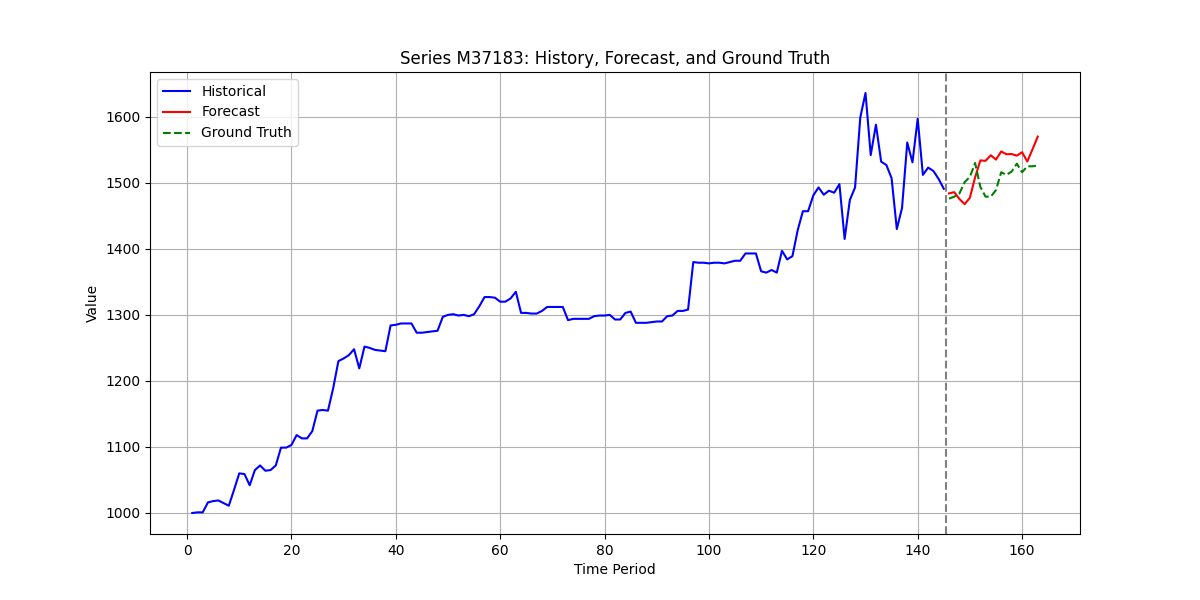 Series M37183: History, Forecast, and Ground Truth
Historical
Forecast
Ground Truth
1600
1500
1400
1300
1200
1100
1000
Value
0 20 40 60 80 100 120 140 160
Time Period